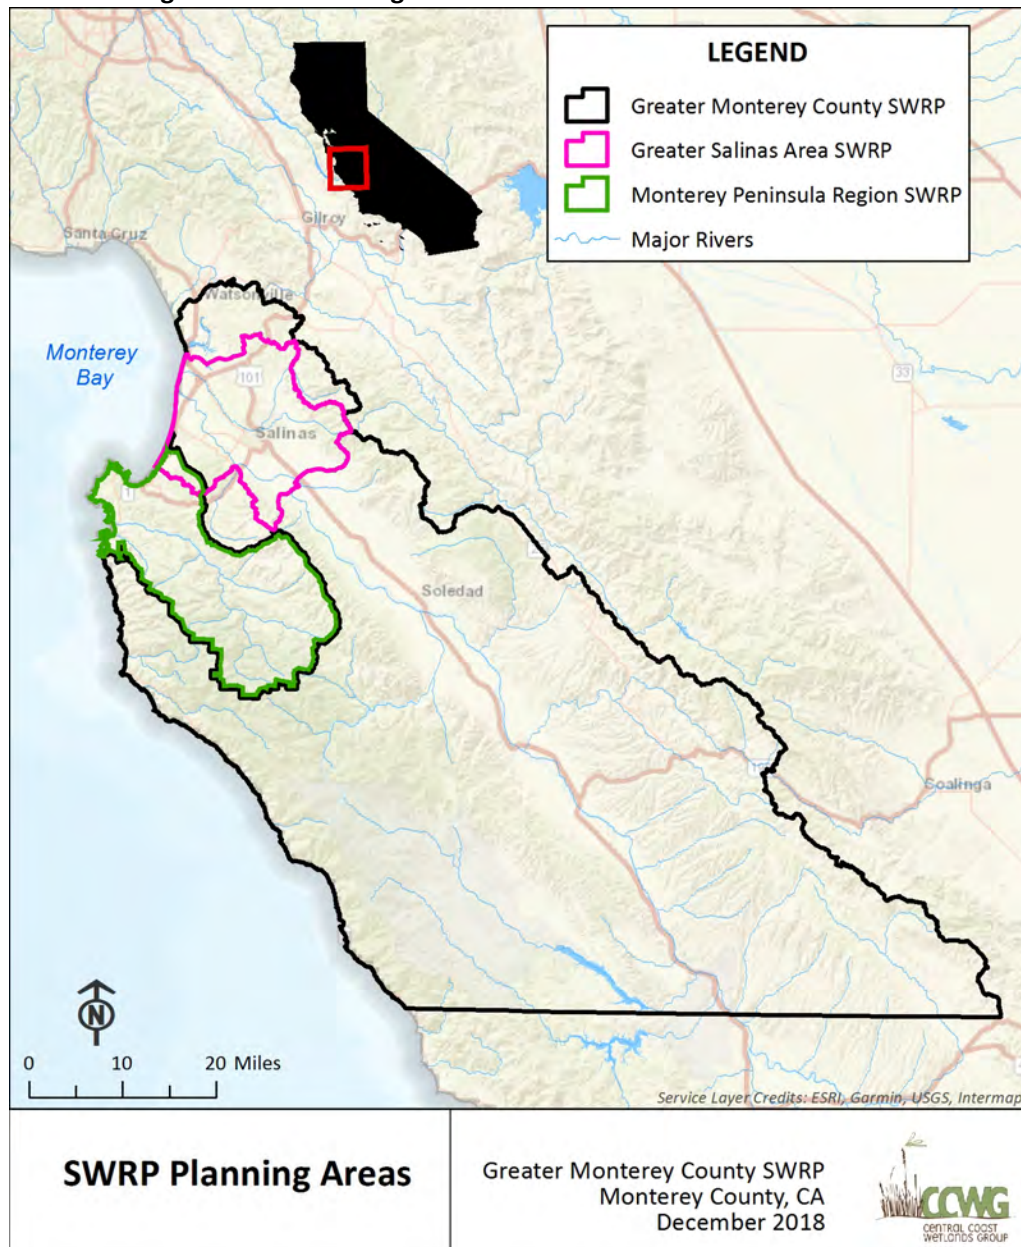 LEGEND
Greater Monterey County SWRP
Greater Salinas Area SWRP
Monterey Peninsula Region SWRP
Major Rivers
Gilroy
Santa Cruz
Watsonville
Monterey
Bay
101
33
Salinas
1
Soledad
Coalinga
N
0 10 20 Miles
Service Layer Credits: ESRI, Garmin, USGS, Intermap
SWRP Planning Areas
Greater Monterey County SWRP
Monterey County, CA
December 2018
CCWG
CENTRAL COAST
WETLANDS GROUP